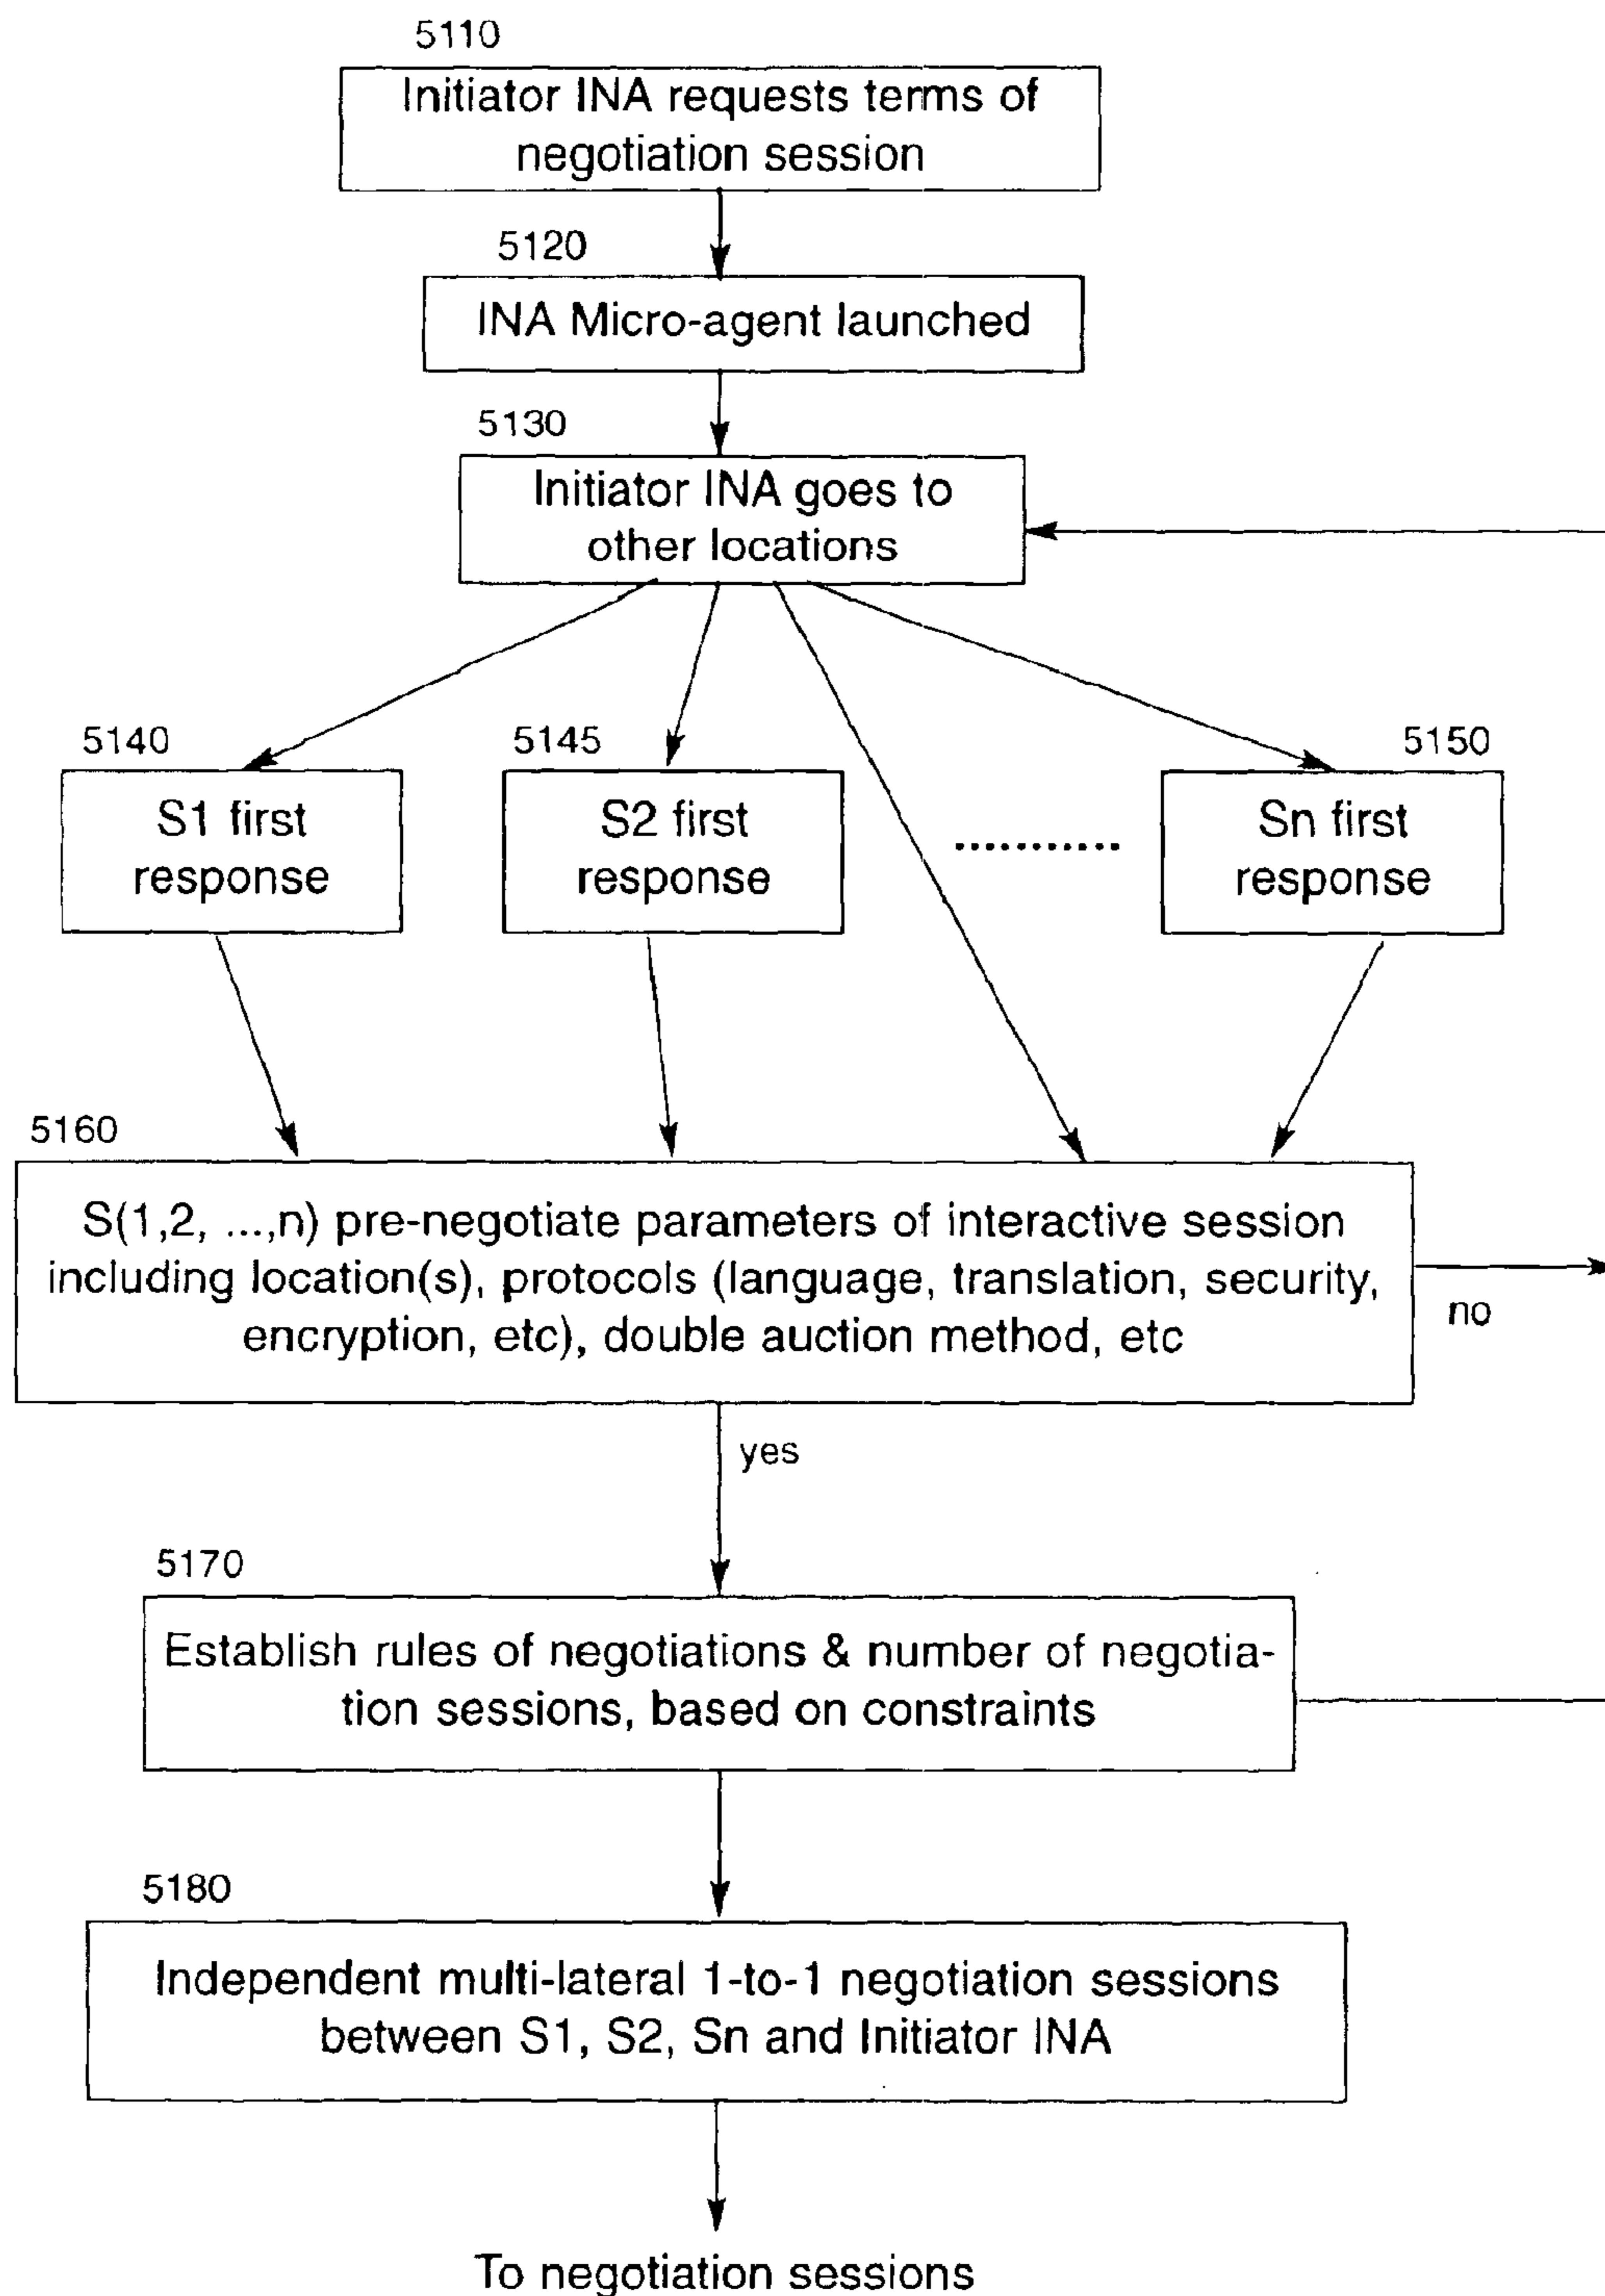 5110
Initiator INA requests terms of
negotiation session
5120
INA Micro-agent launched
5130
Initiator INA goes to
other locations
5140
S1 first
response
5145
S2 first
response
...........
5150
Sn first
response
5160
S(1,2, ...,n) pre-negotiate parameters of interactive session
including location(s), protocols (language, translation, security,
encryption, etc), double auction method, etc
no
yes
5170
Establish rules of negotiations & number of negotia-
tion sessions, based on constraints
5180
Independent multi-lateral 1-to-1 negotiation sessions
between S1, S2, Sn and Initiator INA
To negotiation sessions